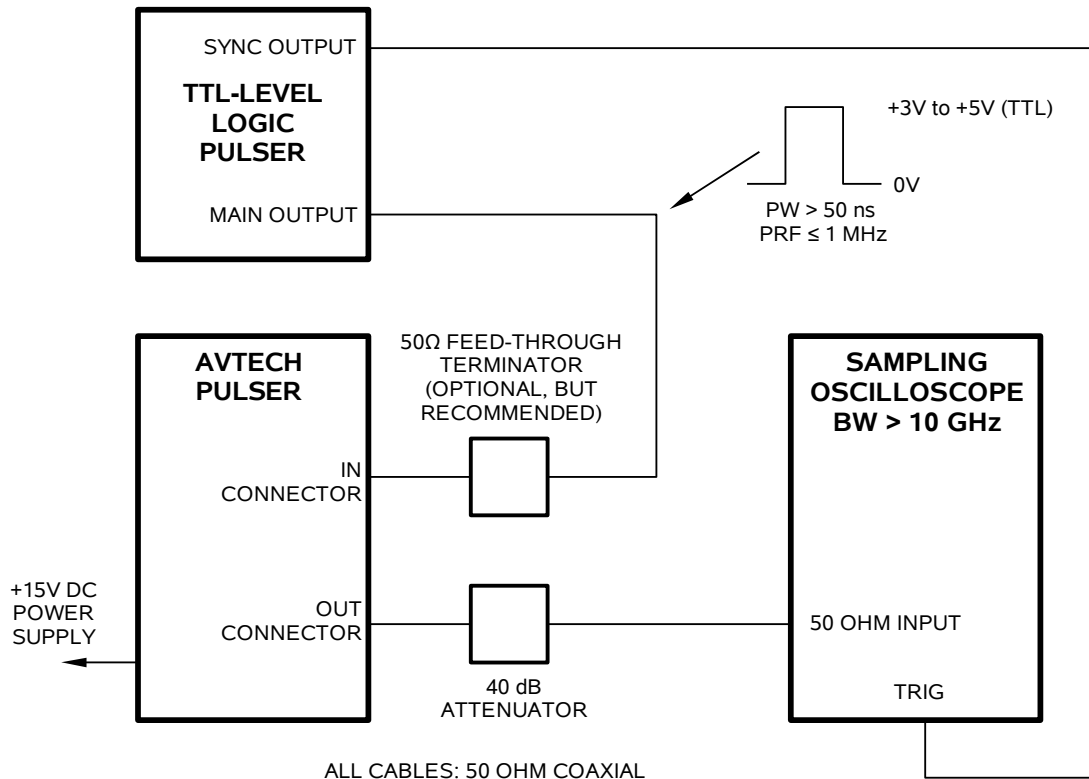 SYNC OUTPUT
TTL-LEVEL
LOGIC
PULSER
MAIN OUTPUT
+3V to +5V (TTL)
0V
PW > 50 ns
PRF ≤ 1 MHz
AVTECH
PULSER
IN
CONNECTOR
OUT
CONNECTOR
50Ω FEED-THROUGH
TERMINATOR
(OPTIONAL, BUT
RECOMMENDED)
SAMPLING
OSCILLOSCOPE
BW > 10 GHz
50 OHM INPUT
TRIG
+15V DC
POWER
SUPPLY
40 dB
ATTENUATOR
ALL CABLES: 50 OHM COAXIAL